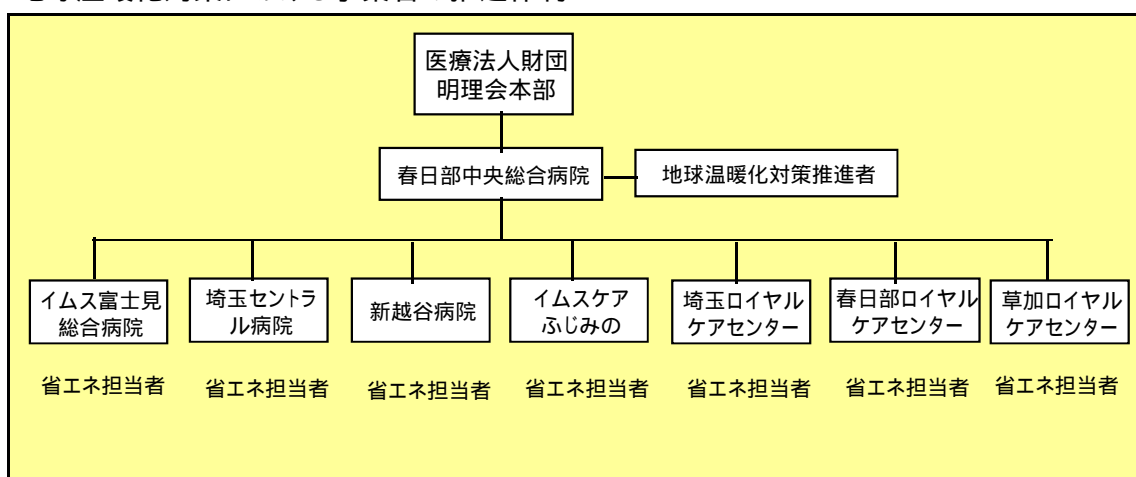 医療法人財団
明理会本部
春日部中央総合病院
地球温暖化対策推進者
イムス富士見
総合病院
埼玉セントラ
ル病院
新越谷病院
イムスケア
ふじみの
埼玉ロイヤル
ケアセンター
春日部ロイヤル
ケアセンター
草加ロイヤル
ケアセンター
省エネ担当者
省エネ担当者
省エネ担当者
省エネ担当者
省エネ担当者
省エネ担当者
省エネ担当者